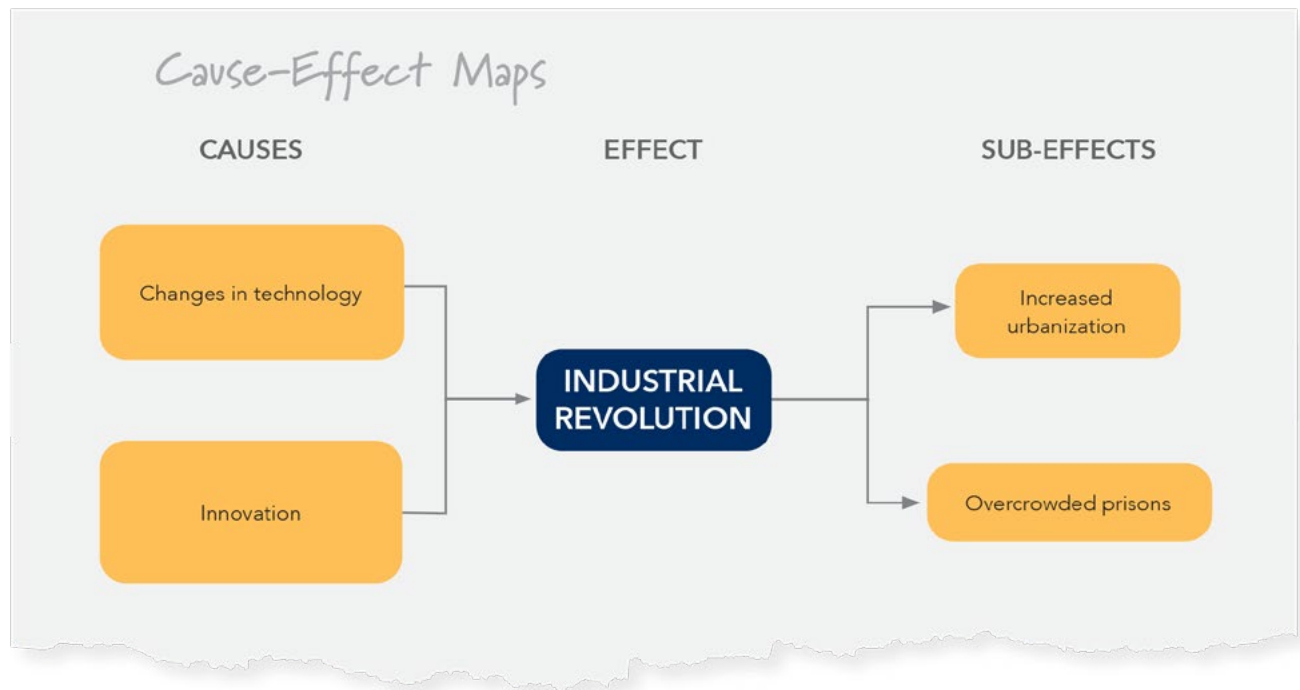 Cause-Effect Maps
CAUSES
EFFECT
SUB-EFFECTS
Changes in technology
Innovation
INDUSTRIAL
REVOLUTION
Increased
urbanization
Overcrowded prisons